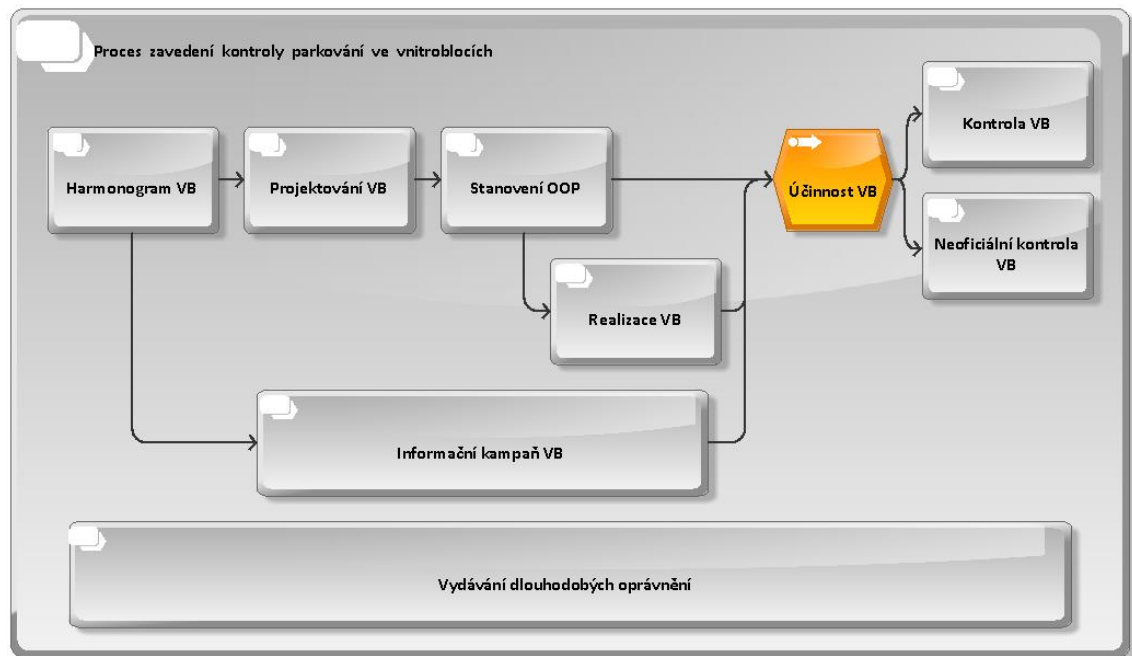 Proces zavedení kontroly parkování ve vnitroblocích
Kontrola VB
Harmonogram VB
Projektování VB
Stanovení OOP
Účinnost VB
Neoficiální kontrola
VB
Realizace VB
Informační kampaň VB
Vydávání dlouhodobých oprávnění